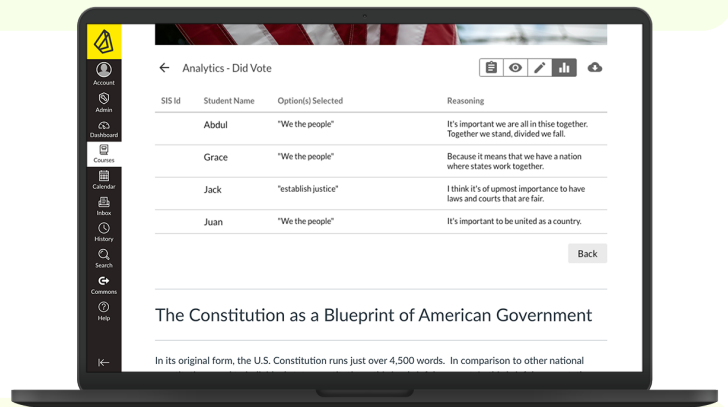 Analytics - Did Vote
SIS Id Student Name Option(s) Selected Reasoning
Abdul "We the people" It's important we are all in thise together.
Together we stand, divided we fall.
Grace "We the people" Because it means that we have a nation
where states work together.
Jack "establish justice" I think it's of upmost importance to have
laws and courts that are fair.
Juan "We the people" It's important to be united as a country.
Back
The Constitution as a Blueprint of American Government
In its original form, the U.S. Constitution runs just over 4,500 words. In comparison to other national
Account
Admin
Dashboard
Courses
Calendar
Inbox
History
Search
Commons
Help